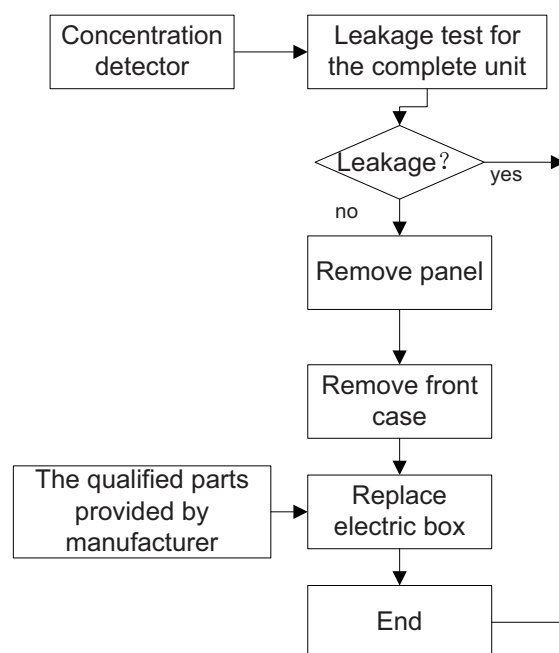 Concentration
detector
Leakage test for
the complete unit
Leakage？
yes
no
Remove panel
Remove front
case
The qualified parts
provided by
manufacturer
Replace
electric box
End